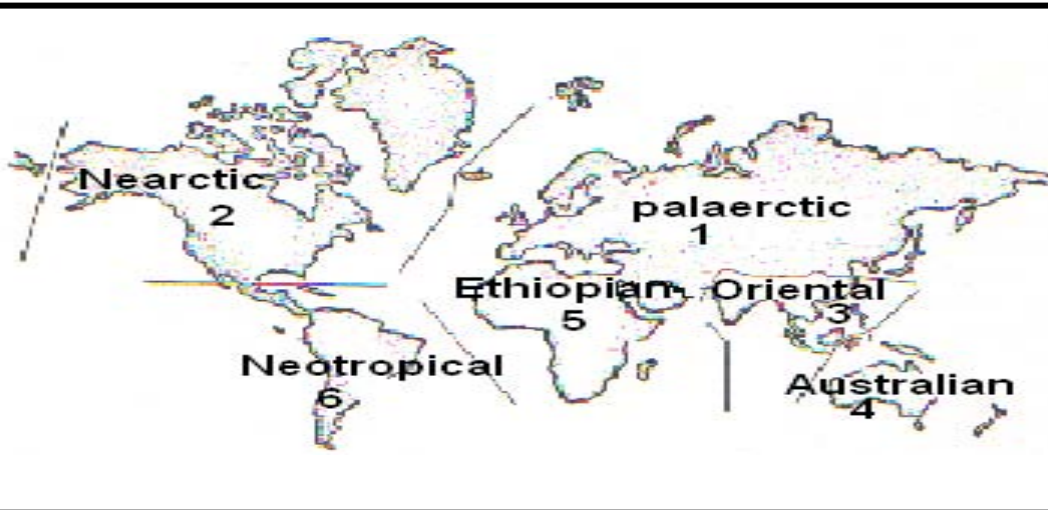 Nearctic
2
palaerctic
1
Ethiopian
5
Oriental
3
Neotropical
6
Australian
4